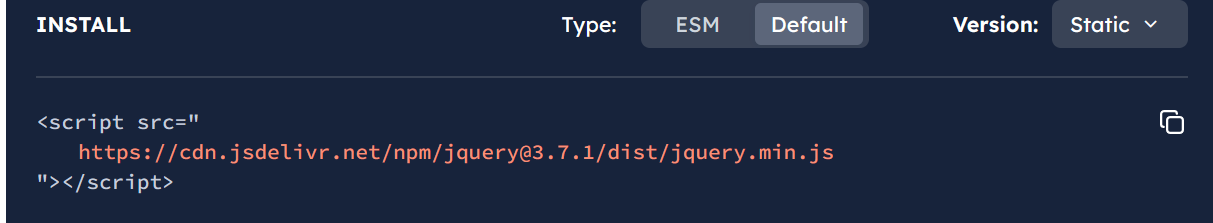 INSTALL Type: ESM Default Version: Static
<script src="
https://cdn.jsdelivr.net/npm/jquery@3.7.1/dist/jquery.min.js
"></script>